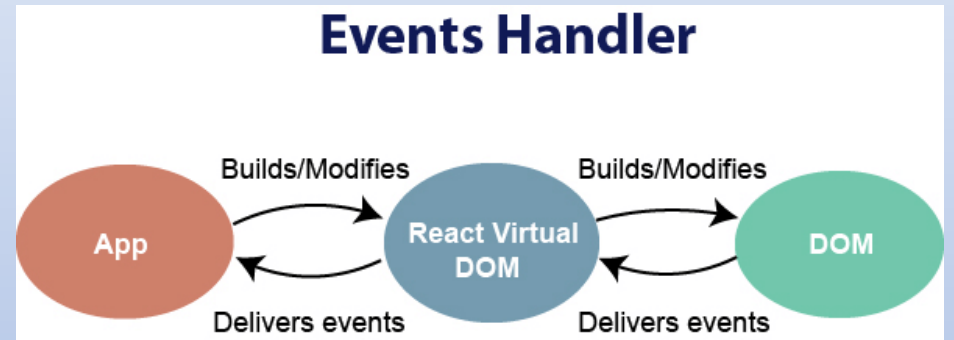 Events Handler
Builds/Modifies
Builds/Modifies
App
React Virtual
DOM
DOM
Delivers events
Delivers events